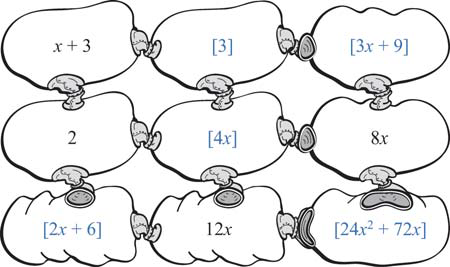 x + 3 [3] [3x + 9]
2 [4x] 8x
[2x + 6] 12x [24x² + 72x]